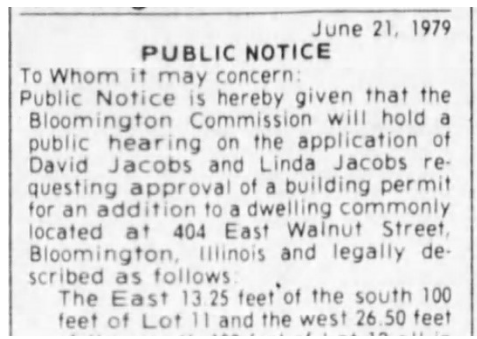 June 21, 1979
PUBLIC NOTICE
To Whom it may concern:
Public Notice is hereby given that the
Bloomington Commission will hold a
public hearing on the application of
David Jacobs and Linda Jacobs re-
questing approval of a building permit
for an addition to a dwelling commonly
located at 404 East Walnut Street,
Bloomington, Illinois and legally de-
scribed as follows:
The East 13.25 feet of the south 100
feet of Lot 11 and the west 26.50 feet